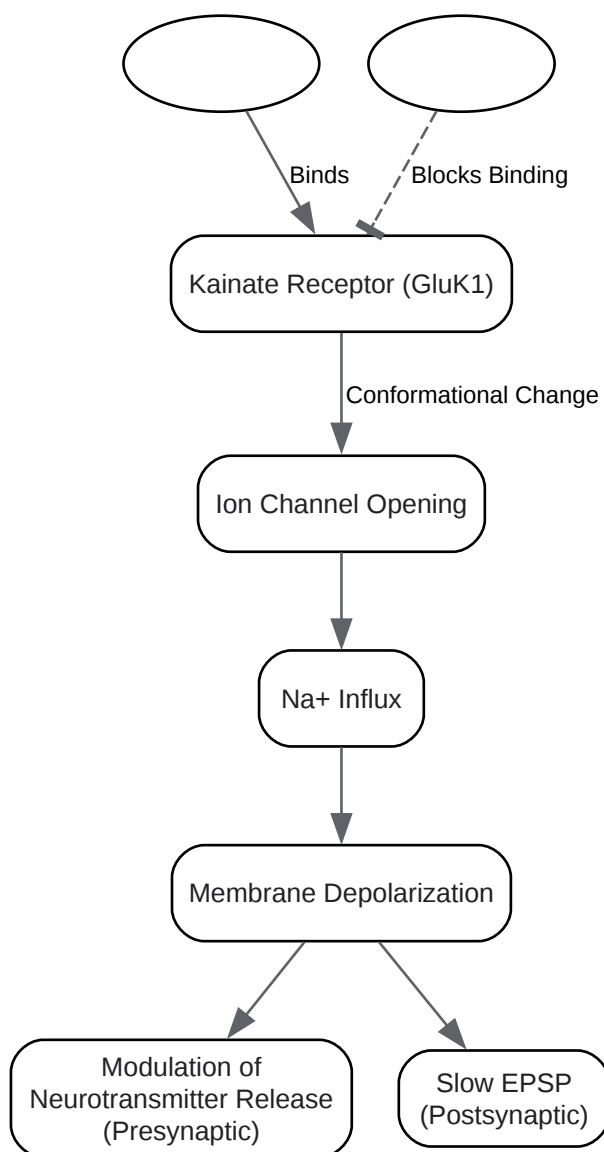 Binds
Blocks Binding
Kainate Receptor (GluK1)
Conformational Change
Ion Channel Opening
Na+ Influx
Membrane Depolarization
Modulation of
Neurotransmitter Release
(Presynaptic)
Slow EPSP
(Postsynaptic)